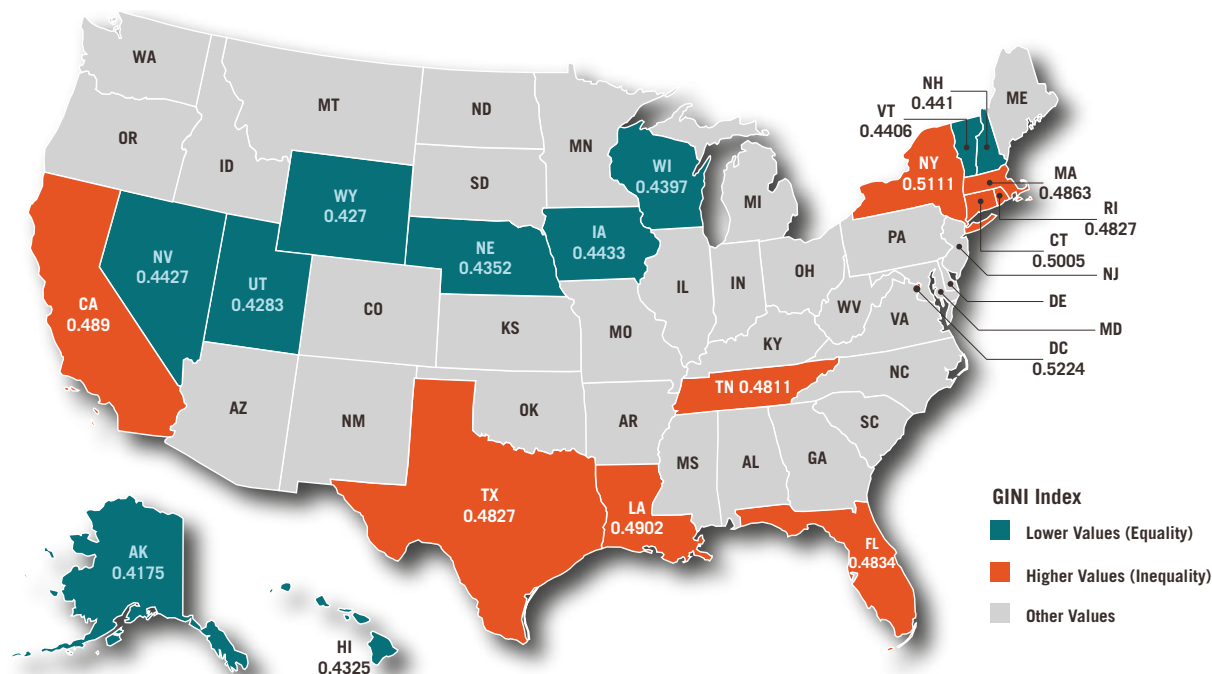 WA
MT
ND
MN
OR
ID
SD
WI
0.4397
MI
NH
0.441
VT
0.4406
ME
NY
0.5111
MA
0.4863
RI
0.4827
CT
0.5005
NJ
DE
MD
DC
0.5224
WY
0.427
NE
0.4352
IA
0.4433
PA
NV
0.4427
UT
0.4283
CA
0.489
CO
KS
MO
IL
IN
OH
WV
VA
KY
NC
TN 0.4811
AZ
NM
OK
AR
SC
MS
AL
GA
TX
0.4827
LA
0.4902
FL
0.4834
AK
0.4175
HI
0.4325
GINI Index
Lower Values (Equality)
Higher Values (Inequality)
Other Values